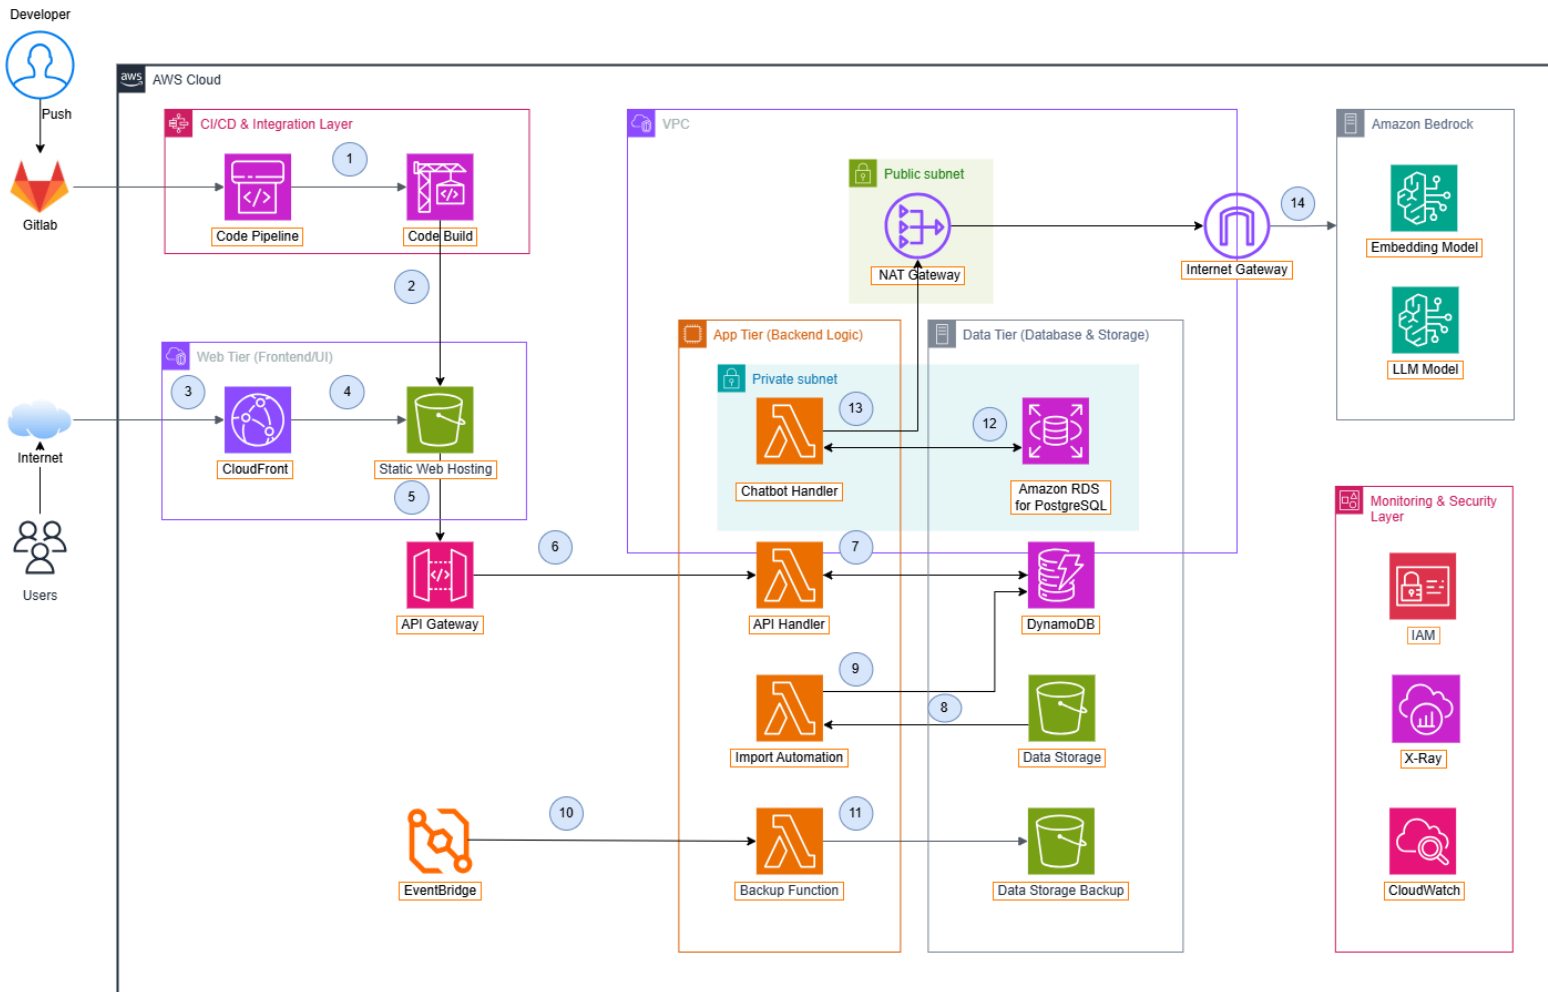 Developer
Push
Gitlab
aws
AWS Cloud
CI/CD & Integration Layer
1
Code Pipeline
Code Build
2
Web Tier (Frontend/UI)
3
4
CloudFront
Static Web Hosting
5
Internet
Users
API Gateway
6
VPC
Public subnet
NAT Gateway
Internet Gateway
14
Amazon Bedrock
Embedding Model
LLM Model
App Tier (Backend Logic)
Data Tier (Database & Storage)
Private subnet
13
12
Chatbot Handler
Amazon RDS
for PostgreSQL
7
API Handler
DynamoDB
9
8
Import Automation
Data Storage
10
11
EventBridge
Backup Function
Data Storage Backup
Monitoring & Security
Layer
IAM
X-Ray
CloudWatch